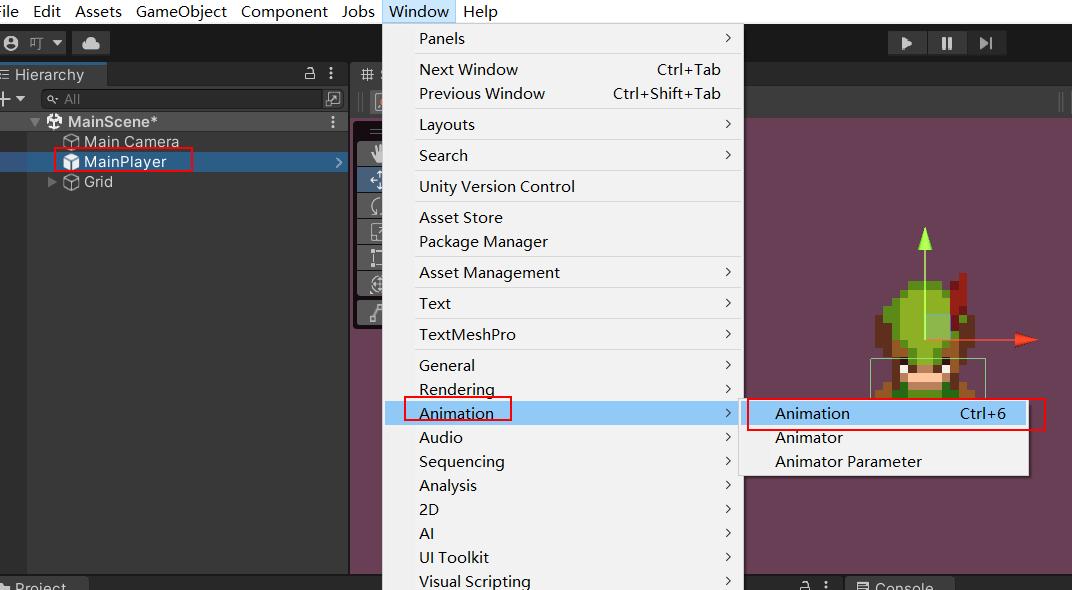 File Edit Assets GameObject Component Jobs Window Help
叮
Hierarchy
All
MainScene*
Main Camera
MainPlayer
Grid
Panels
Next Window Ctrl+Tab
Previous Window Ctrl+Shift+Tab
Layouts
Search
Unity Version Control
Asset Store
Package Manager
Asset Management
Text
TextMeshPro
General
Rendering
Animation
Audio
Sequencing
Analysis
2D
AI
UI Toolkit
Visual Scripting
Animation Ctrl+6
Animator
Animator Parameter
Project
Console